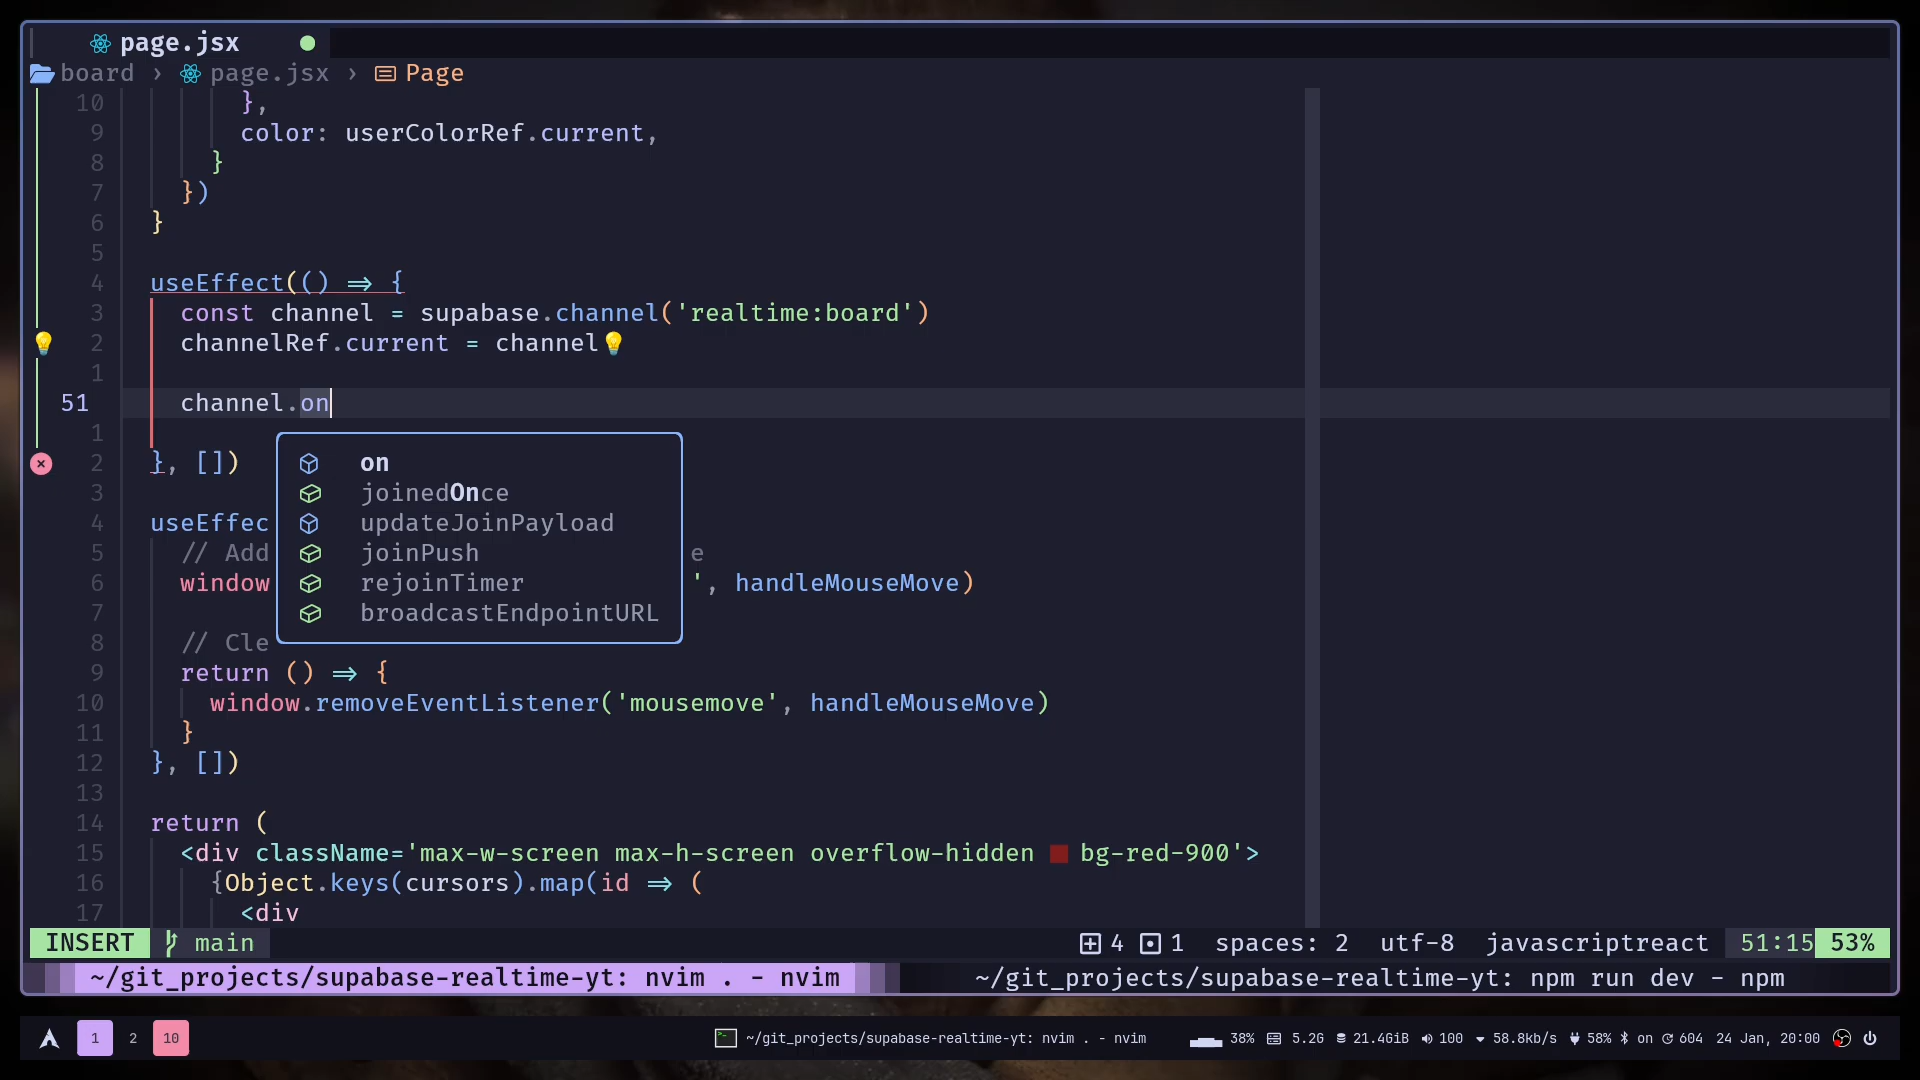 page.jsx
board › page.jsx › Page
10 },
9 color: userColorRef.current,
8 }
7 })
6 }
5
4 useEffect(() => {
3 const channel = supabase.channel('realtime:board')
2 channelRef.current = channel
1
51 channel.on
1
2 }, [])
3
4 useEffec
5 // Add e
6 window ', handleMouseMove)
7
8 // Cle
9 return () => {
10 window.removeEventListener('mousemove', handleMouseMove)
11 }
12 }, [])
13
14 return (
15 <div className='max-w-screen max-h-screen overflow-hidden bg-red-900'>
16 {Object.keys(cursors).map(id => (
17 <div
on
joinedOnce
updateJoinPayload
joinPush
rejoinTimer
broadcastEndpointURL
INSERT main 4 1 spaces: 2 utf-8 javascriptreact 51:15 53%
~/git_projects/supabase-realtime-yt: nvim . - nvim ~/git_projects/supabase-realtime-yt: npm run dev - npm
1 2 10 ~/git_projects/supabase-realtime-yt: nvim . - nvim 38% 5.2G 21.4GiB 100 58.8kb/s 58% on 604 24 Jan, 20:00